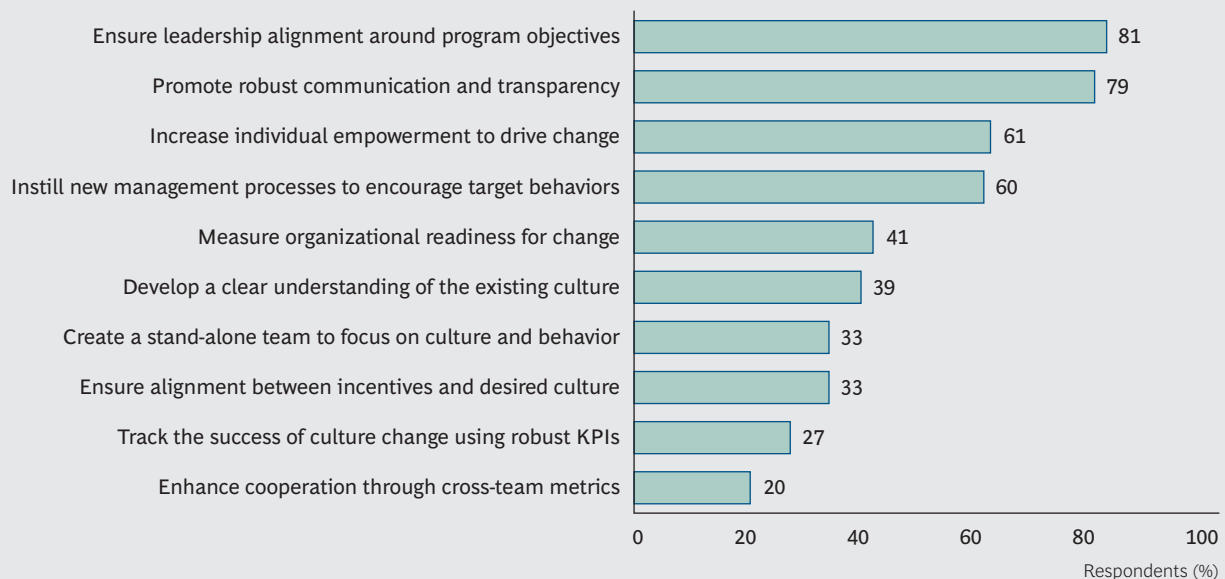 Ensure leadership alignment around program objectives 81
Promote robust communication and transparency 79
Increase individual empowerment to drive change 61
Instill new management processes to encourage target behaviors 60
Measure organizational readiness for change 41
Develop a clear understanding of the existing culture 39
Create a stand-alone team to focus on culture and behavior 33
Ensure alignment between incentives and desired culture 33
Track the success of culture change using robust KPIs 27
Enhance cooperation through cross-team metrics 20
0 20 40 60 80 100
Respondents (%)